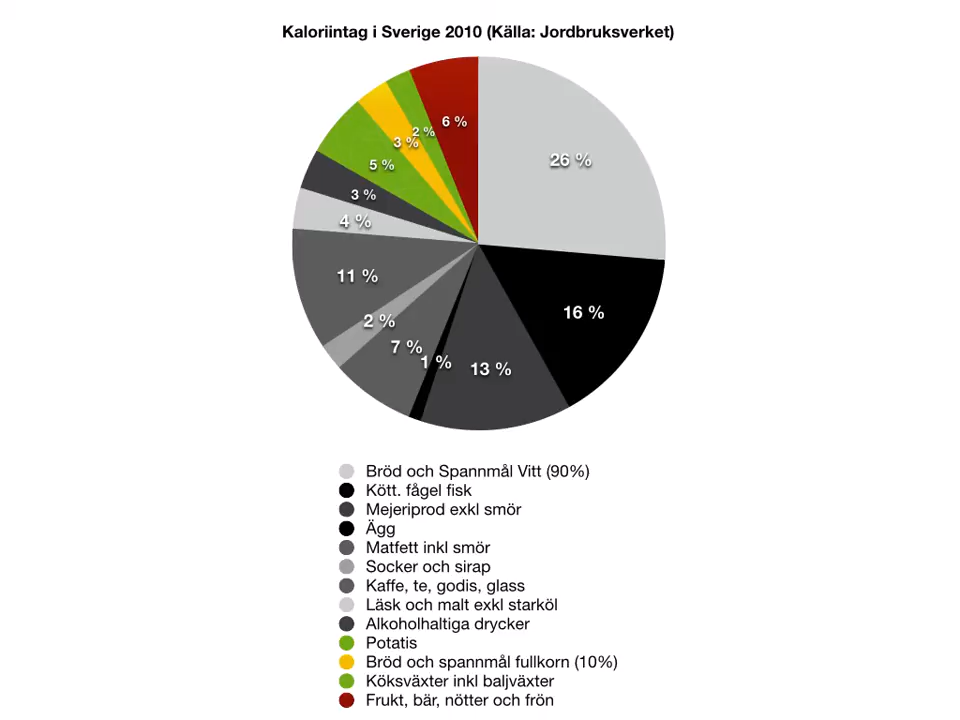 Kaloriintag i Sverige 2010 (Källa: Jordbruksverket)
6 %
2 %
3 %
26 %
5 %
3 %
4 %
11 %
16 %
2 %
7 %
1 %
13 %
Bröd och Spannmål Vitt (90%)
Kött. fågel fisk
Mejeriprod exkl smör
Ägg
Matfett inkl smör
Socker och sirap
Kaffe, te, godis, glass
Läsk och malt exkl starköl
Alkoholhaltiga drycker
Potatis
Bröd och spannmål fullkorn (10%)
Köksväxter inkl baljväxter
Frukt, bär, nötter och frön